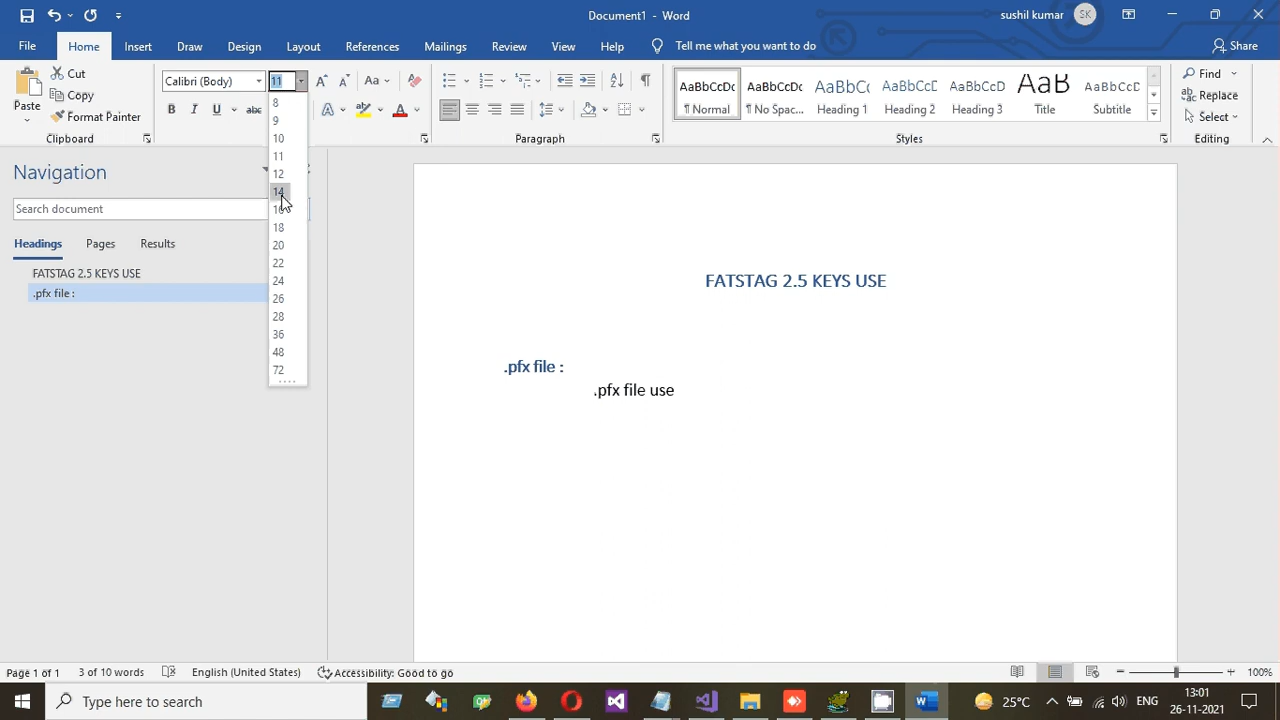 Document1 - Word
sushil kumar
SK
File
Home
Insert
Draw
Design
Layout
References
Mailings
Review
View
Help
Tell me what you want to do
Share
Paste
Cut
Copy
Format Painter
Clipboard
Calibri (Body)
11
Aa
B
I
U
abc
A
A
Paragraph
AaBbCcDc
¶ Normal
AaBbCcDc
¶ No Spac...
AaBbC
Heading 1
AaBbCcD
Heading 2
AaBbCcD
Heading 3
AaB
Title
AaBbCcD
Subtitle
Styles
Find
Replace
Select
Editing
8
9
10
11
12
14
16
18
20
22
24
26
28
36
48
72
Navigation
Search document
Headings
Pages
Results
FATSTAG 2.5 KEYS USE
.pfx file :
FATSTAG 2.5 KEYS USE
.pfx file :
.pfx file use
Page 1 of 1
3 of 10 words
English (United States)
Accessibility: Good to go
100%
Type here to search
25°C
ENG
13:01
26-11-2021